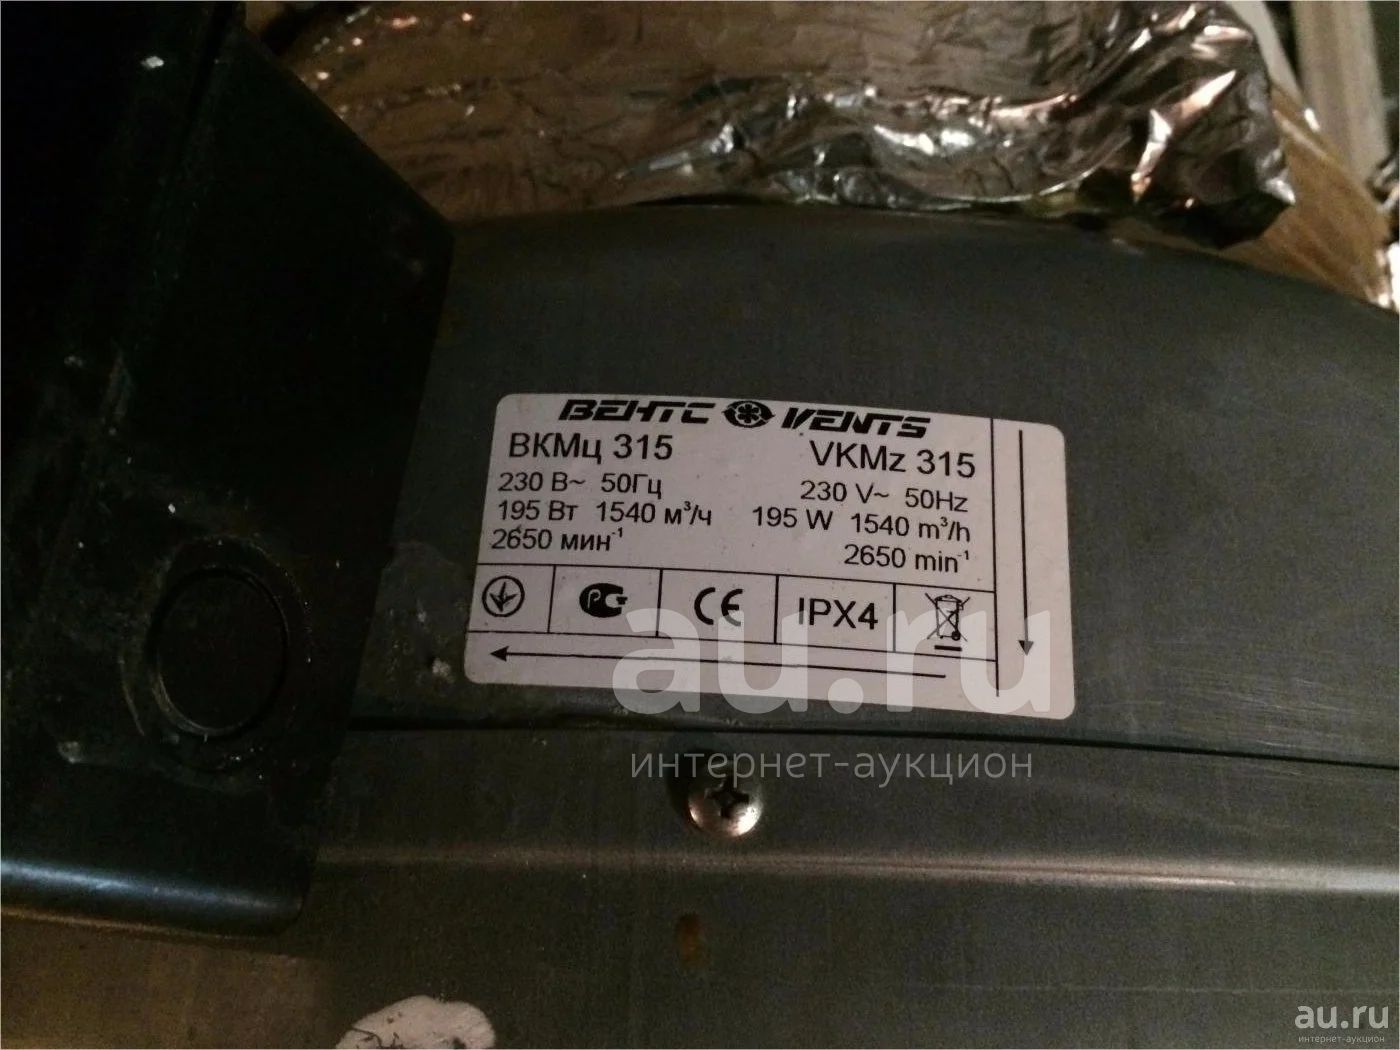 ВЕНТС VENTS
ВКМц 315 VKMz 315
230 В~ 50Гц 230 V~ 50Hz
195 Вт 1540 м³/ч 195 W 1540 m³/h
2650 мин⁻¹ 2650 min⁻¹
РС CE IPX4
au.ru
интернет-аукцион
au.ru
интернет-аукцион